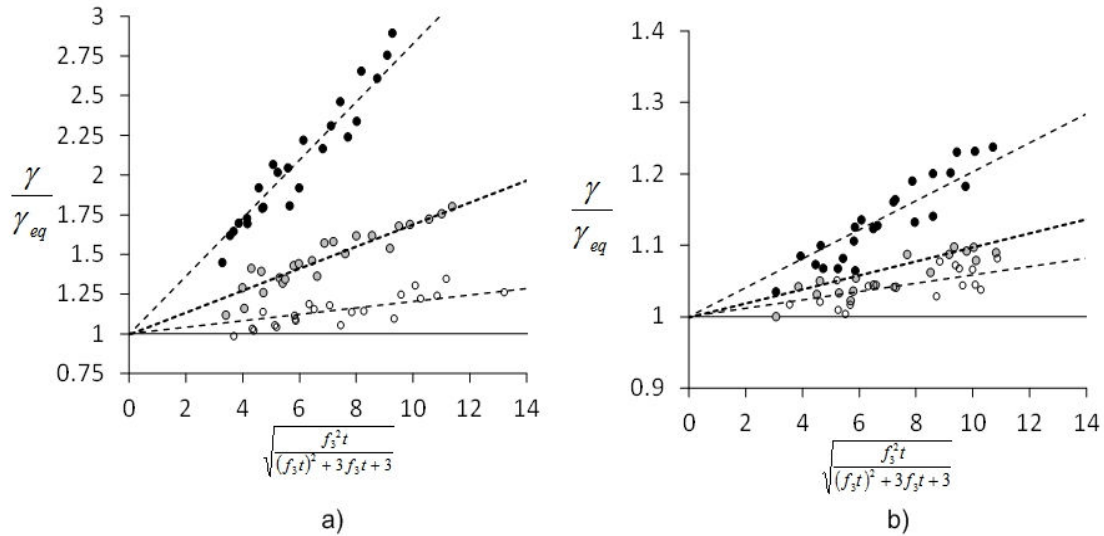 3
2.75
2.5
2.25
2
1.75
1.5
1.25
1
0.75
γ
γeq
0 2 4 6 8 10 12 14
√(f₃²t / ((f₃t)² + 3f₃t + 3))
a)
1.4
1.3
1.2
1.1
1
0.9
γ
γeq
0 2 4 6 8 10 12 14
√(f₃²t / ((f₃t)² + 3f₃t + 3))
b)